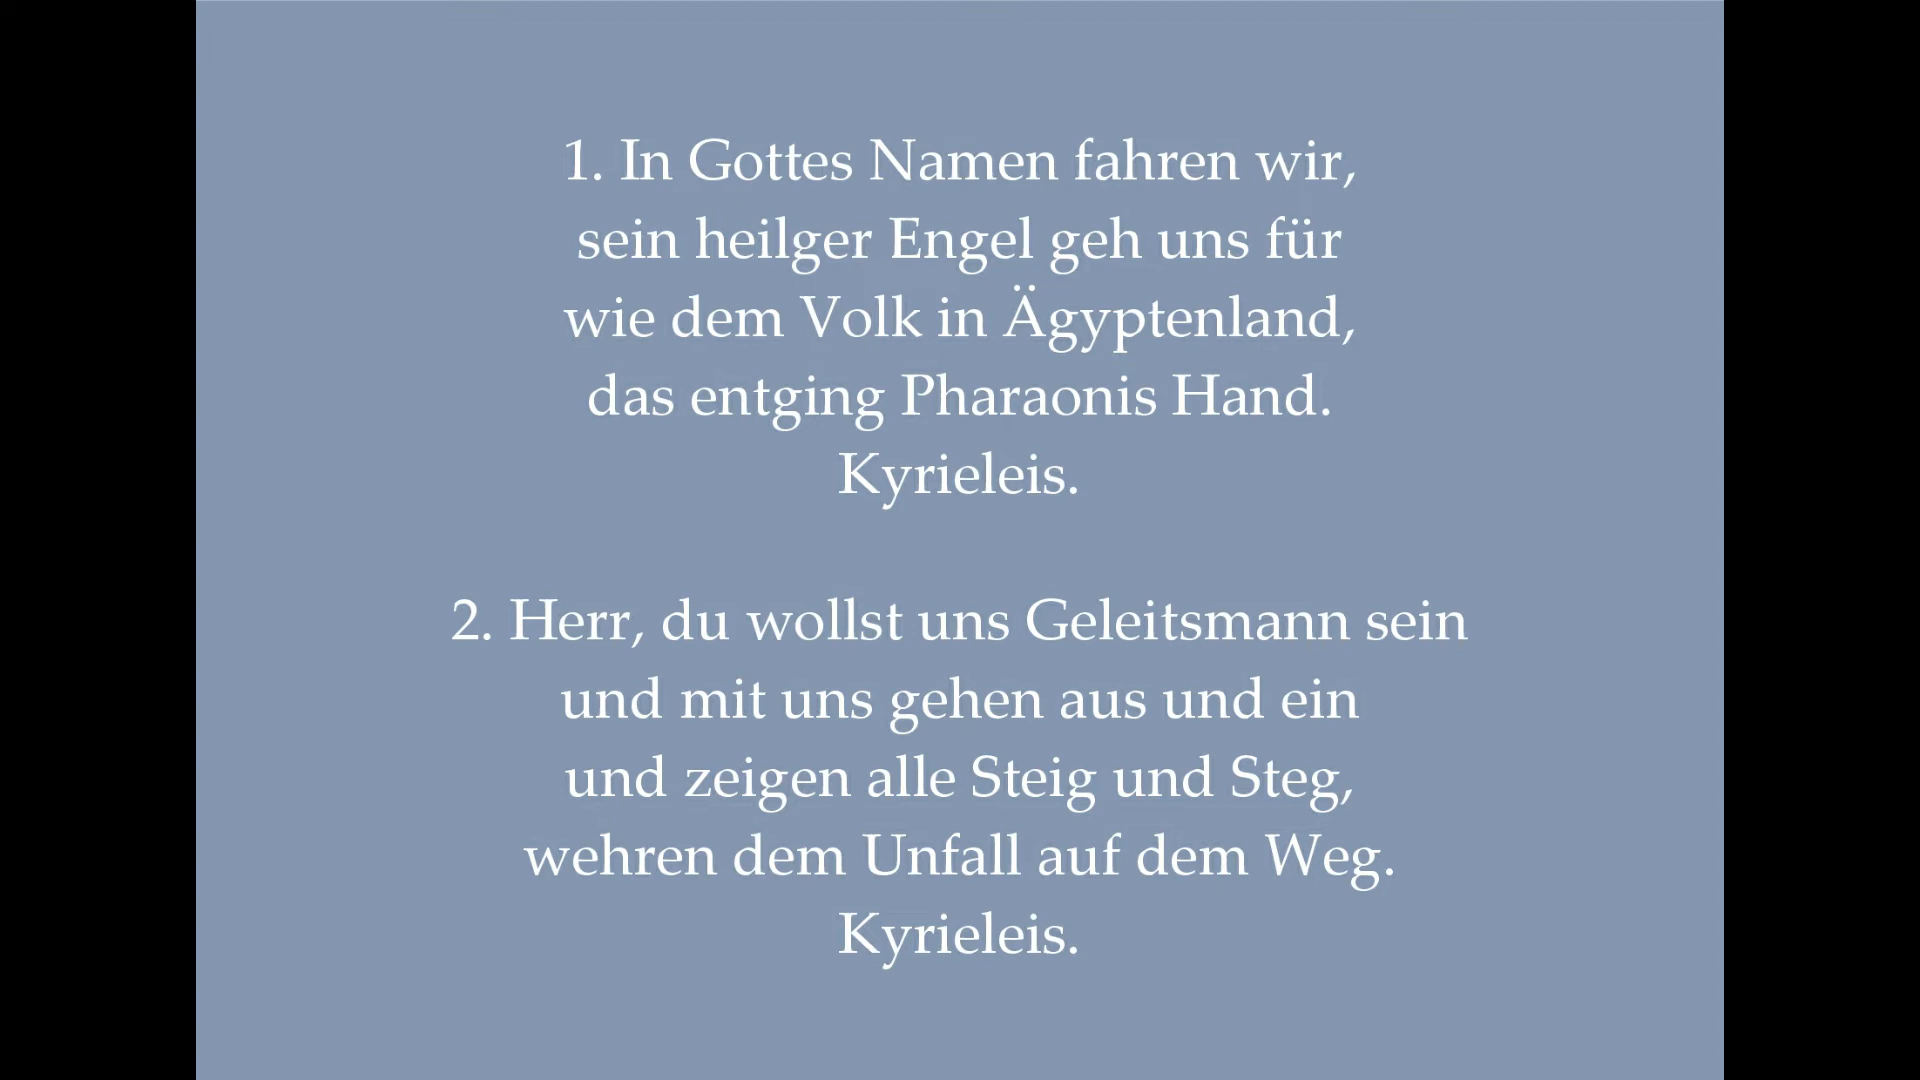 1. In Gottes Namen fahren wir,
sein heilger Engel geh uns für
wie dem Volk in Ägyptenland,
das entging Pharaonis Hand.
Kyrieleis.
2. Herr, du wollst uns Geleitsmann sein
und mit uns gehen aus und ein
und zeigen alle Steig und Steg,
wehren dem Unfall auf dem Weg.
Kyrieleis.